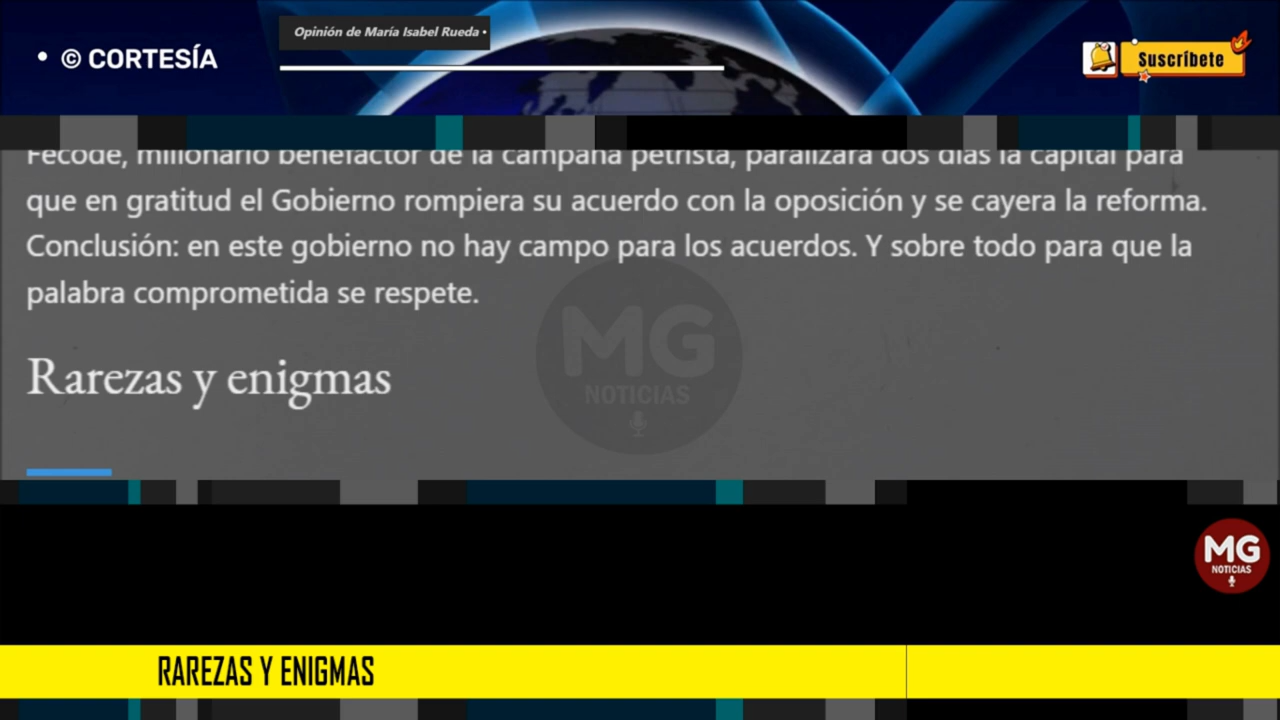 Opinión de María Isabel Rueda •
• © CORTESÍA
Suscríbete
Fecode, millonario benefactor de la campaña petrista, paralizara dos días la capital para
que en gratitud el Gobierno rompiera su acuerdo con la oposición y se cayera la reforma.
Conclusión: en este gobierno no hay campo para los acuerdos. Y sobre todo para que la
palabra comprometida se respete.
MG
NOTICIAS
Rarezas y enigmas
MG
NOTICIAS
RAREZAS Y ENIGMAS